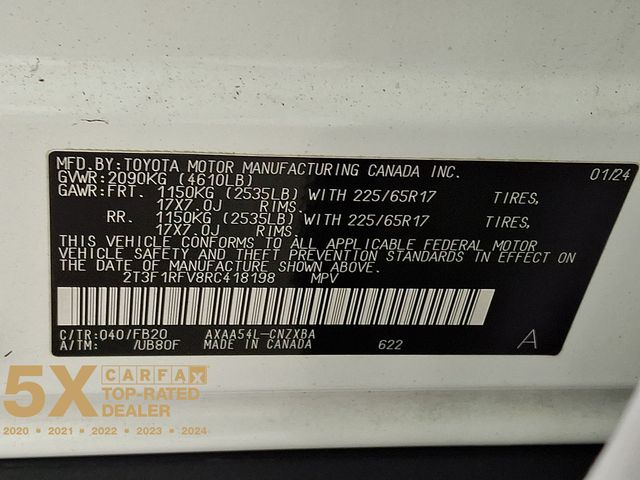 MFD.BY:TOYOTA MOTOR MANUFACTURING CANADA INC. 01/24
GVWR:2090KG (4610LB)
GAWR:FRT. 1150KG (2535LB) WITH 225/65R17 TIRES,
17X7.0J RIMS.
RR. 1150KG (2535LB) WITH 225/65R17 TIRES,
17X7.0J RIMS.
THIS VEHICLE CONFORMS TO ALL APPLICABLE FEDERAL MOTOR
VEHICLE SAFETY AND THEFT PREVENTION STANDARDS IN EFFECT ON
THE DATE OF MANUFACTURE SHOWN ABOVE.
2T3F1RFV8RC418198 MPV
C/TR:040/FB20 AXAA54L-CNZXBA
A/TM: /UB80F MADE IN CANADA 622 A
5X CARFAX
TOP-RATED
DEALER
2020 • 2021 • 2022 • 2023 • 2024